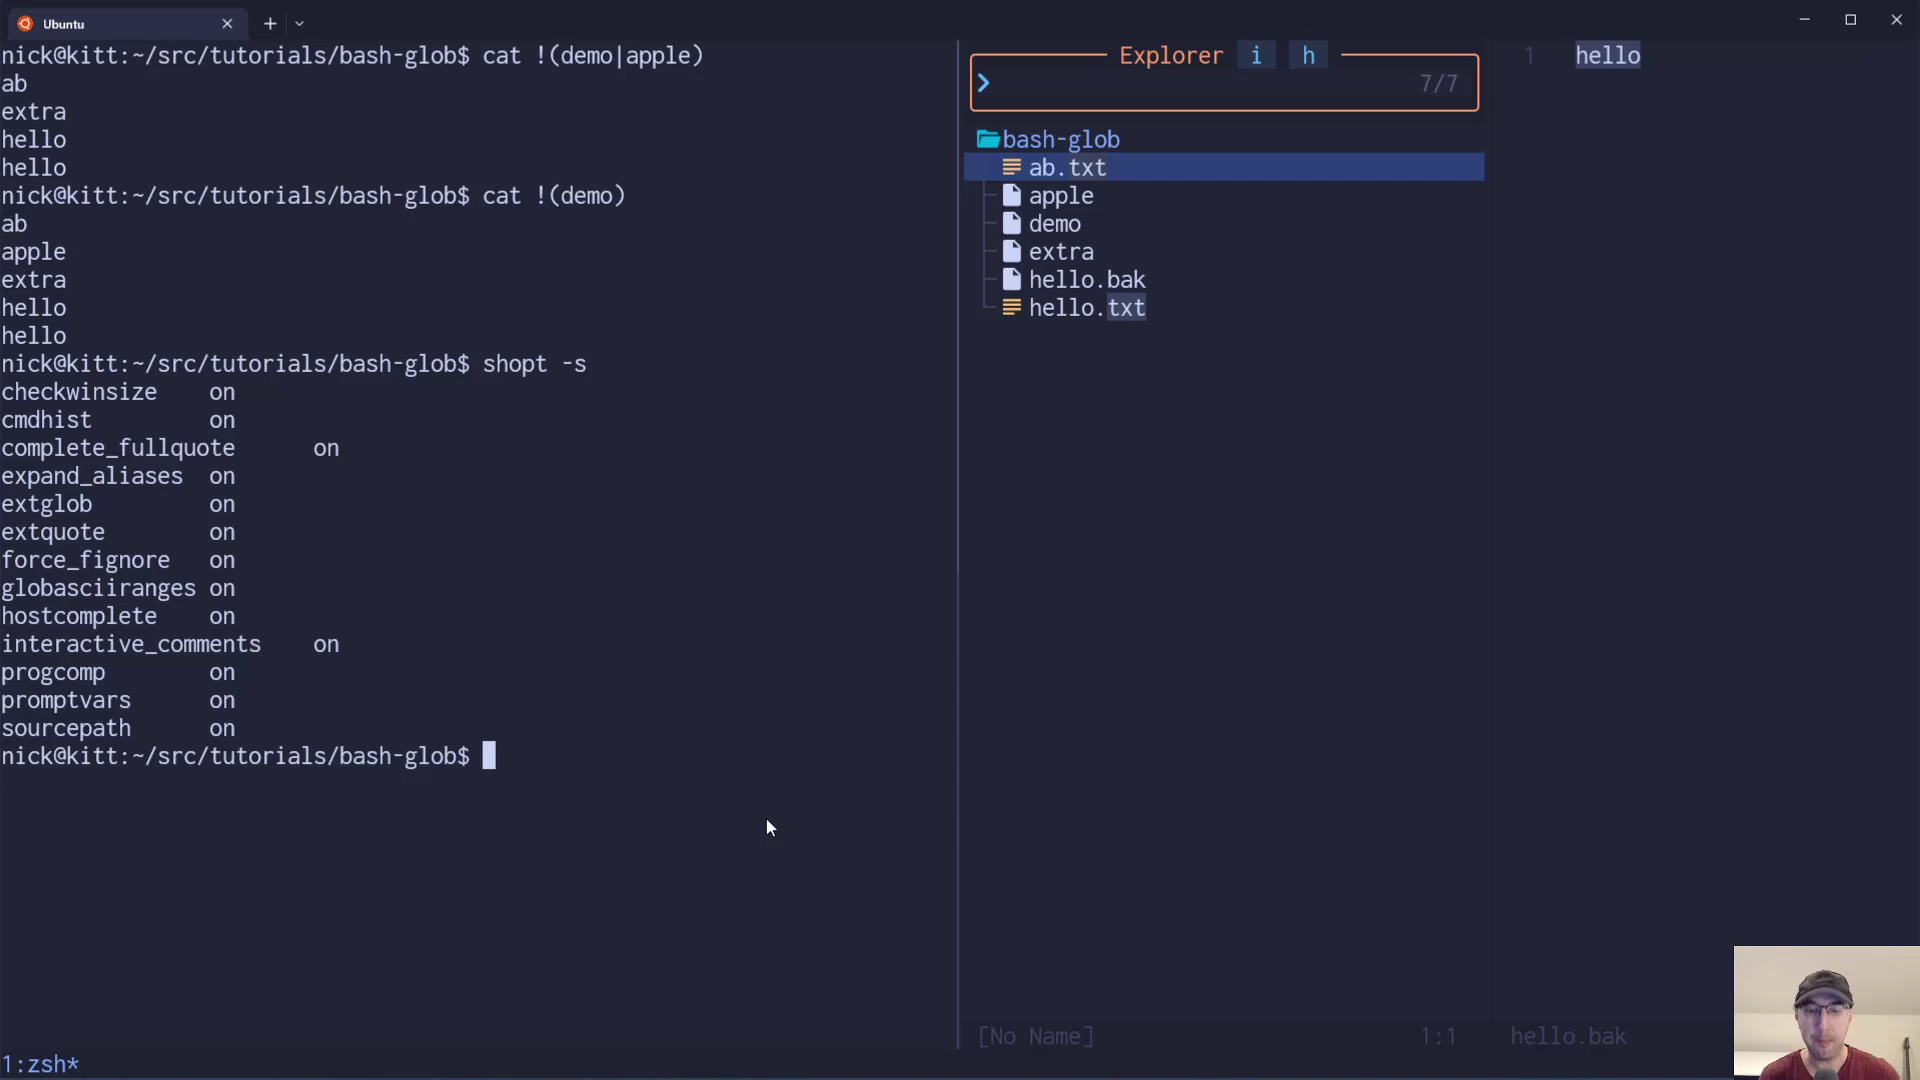 Ubuntu
nick@kitt:~/src/tutorials/bash-glob$ cat !(demo|apple)
ab
extra
hello
hello
nick@kitt:~/src/tutorials/bash-glob$ cat !(demo)
ab
apple
extra
hello
hello
nick@kitt:~/src/tutorials/bash-glob$ shopt -s
checkwinsize on
cmdhist on
complete_fullquote on
expand_aliases on
extglob on
extquote on
force_fignore on
globasciiranges on
hostcomplete on
interactive_comments on
progcomp on
promptvars on
sourcepath on
nick@kitt:~/src/tutorials/bash-glob$
1:zsh*
Explorer i h
7/7
bash-glob
ab.txt
apple
demo
extra
hello.bak
hello.txt
[No Name] 1:1
1 hello
hello.bak